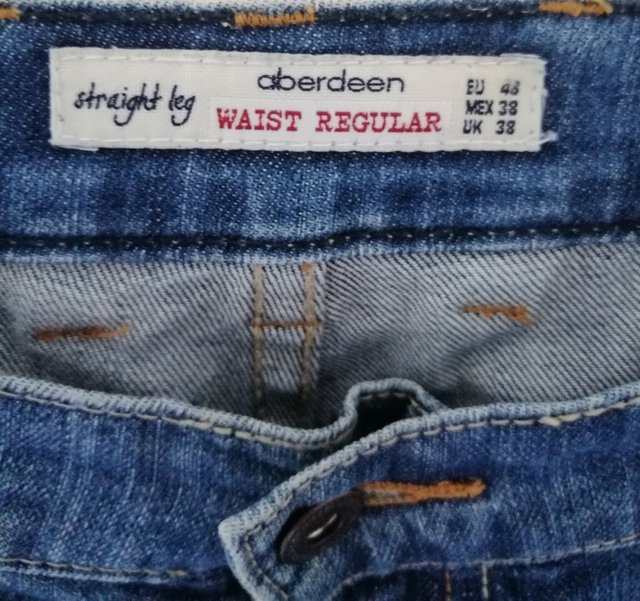 straight leg
aberdeen
WAIST REGULAR
EU 48
MEX 38
UK 38